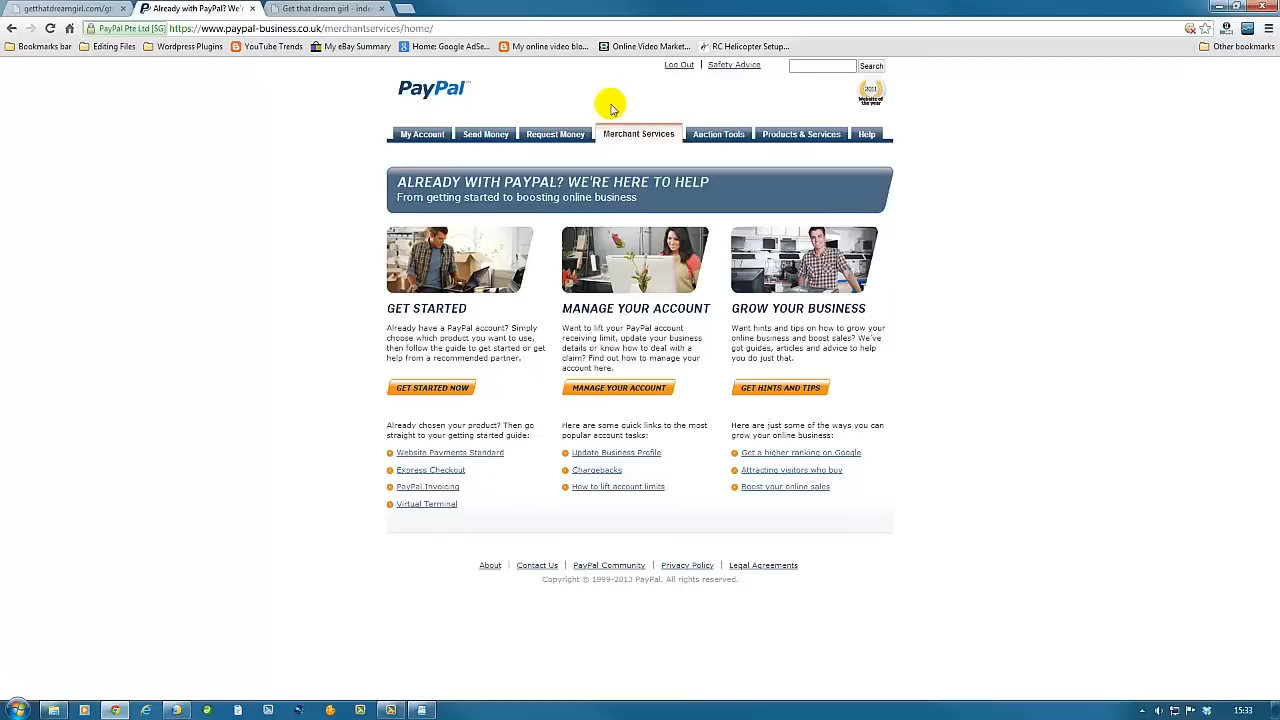 getthatdreamgirl.com/gtt
Already with PayPal? We'r
Get that dream girl - inde
PayPal Pte Ltd [SG]
https://www.paypal-business.co.uk/merchantservices/home/
Bookmarks bar
Editing Files
Wordpress Plugins
YouTube Trends
My eBay Summary
Home: Google AdSe...
My online video blo...
Online Video Market...
RC Helicopter Setup...
Other bookmarks
Log Out
Safety Advice
Search
PayPal
2011
Website of
the year
My Account
Send Money
Request Money
Merchant Services
Auction Tools
Products & Services
Help
ALREADY WITH PAYPAL? WE'RE HERE TO HELP
From getting started to boosting online business
GET STARTED
Already have a PayPal account? Simply
choose which product you want to use,
then follow the guide to get started or get
help from a recommended partner.
GET STARTED NOW
Already chosen your product? Then go
straight to your getting started guide:
Website Payments Standard
Express Checkout
PayPal Invoicing
Virtual Terminal
MANAGE YOUR ACCOUNT
Want to lift your PayPal account
receiving limit, update your business
details or know how to deal with a
claim? Find out how to manage your
account here.
MANAGE YOUR ACCOUNT
Here are some quick links to the most
popular account tasks:
Update Business Profile
Chargebacks
How to lift account limits
GROW YOUR BUSINESS
Want hints and tips on how to grow your
online business and boost sales? We've
got guides, articles and advice to help
you do just that.
GET HINTS AND TIPS
Here are just some of the ways you can
grow your online business:
Get a higher ranking on Google
Attracting visitors who buy
Boost your online sales
About
Contact Us
PayPal Community
Privacy Policy
Legal Agreements
Copyright © 1999-2013 PayPal. All rights reserved.
15:33